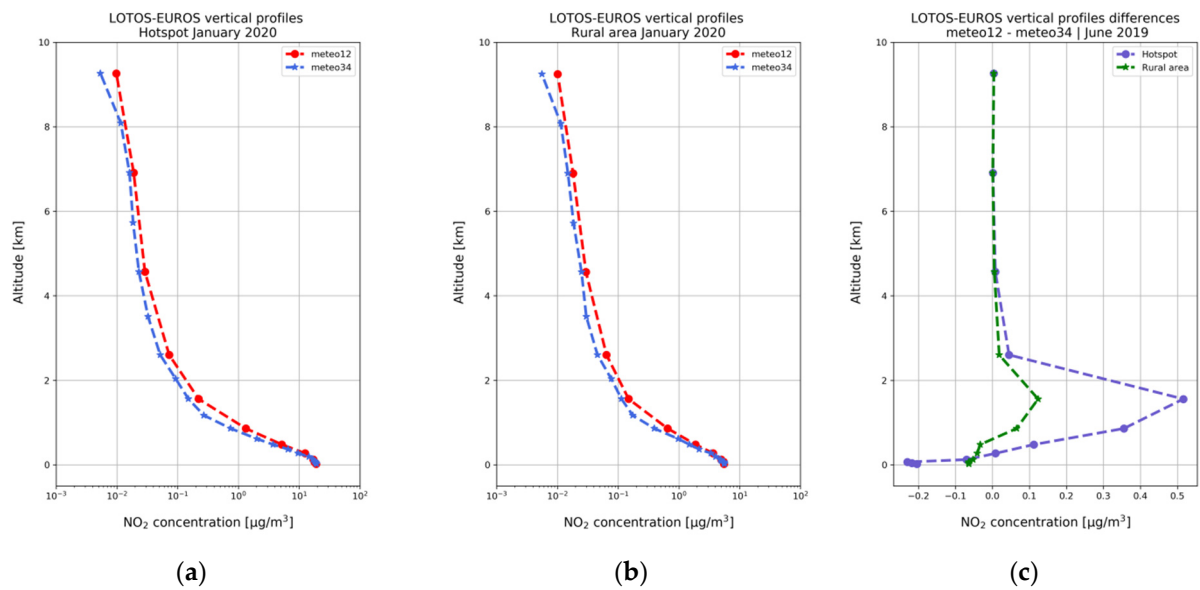 LOTOS-EUROS vertical profiles
Hotspot January 2020
meteo12
meteo34
10
8
6
4
2
0
Altitude [km]
10⁻³ 10⁻² 10⁻¹ 10⁰ 10¹ 10²
NO₂ concentration [μg/m³]
(a)
LOTOS-EUROS vertical profiles
Rural area January 2020
meteo12
meteo34
10
8
6
4
2
0
Altitude [km]
10⁻³ 10⁻² 10⁻¹ 10⁰ 10¹ 10²
NO₂ concentration [μg/m³]
(b)
LOTOS-EUROS vertical profiles differences
meteo12 - meteo34 | June 2019
Hotspot
Rural area
10
8
6
4
2
0
Altitude [km]
−0.2 −0.1 0.0 0.1 0.2 0.3 0.4 0.5
NO₂ concentration [μg/m³]
(c)